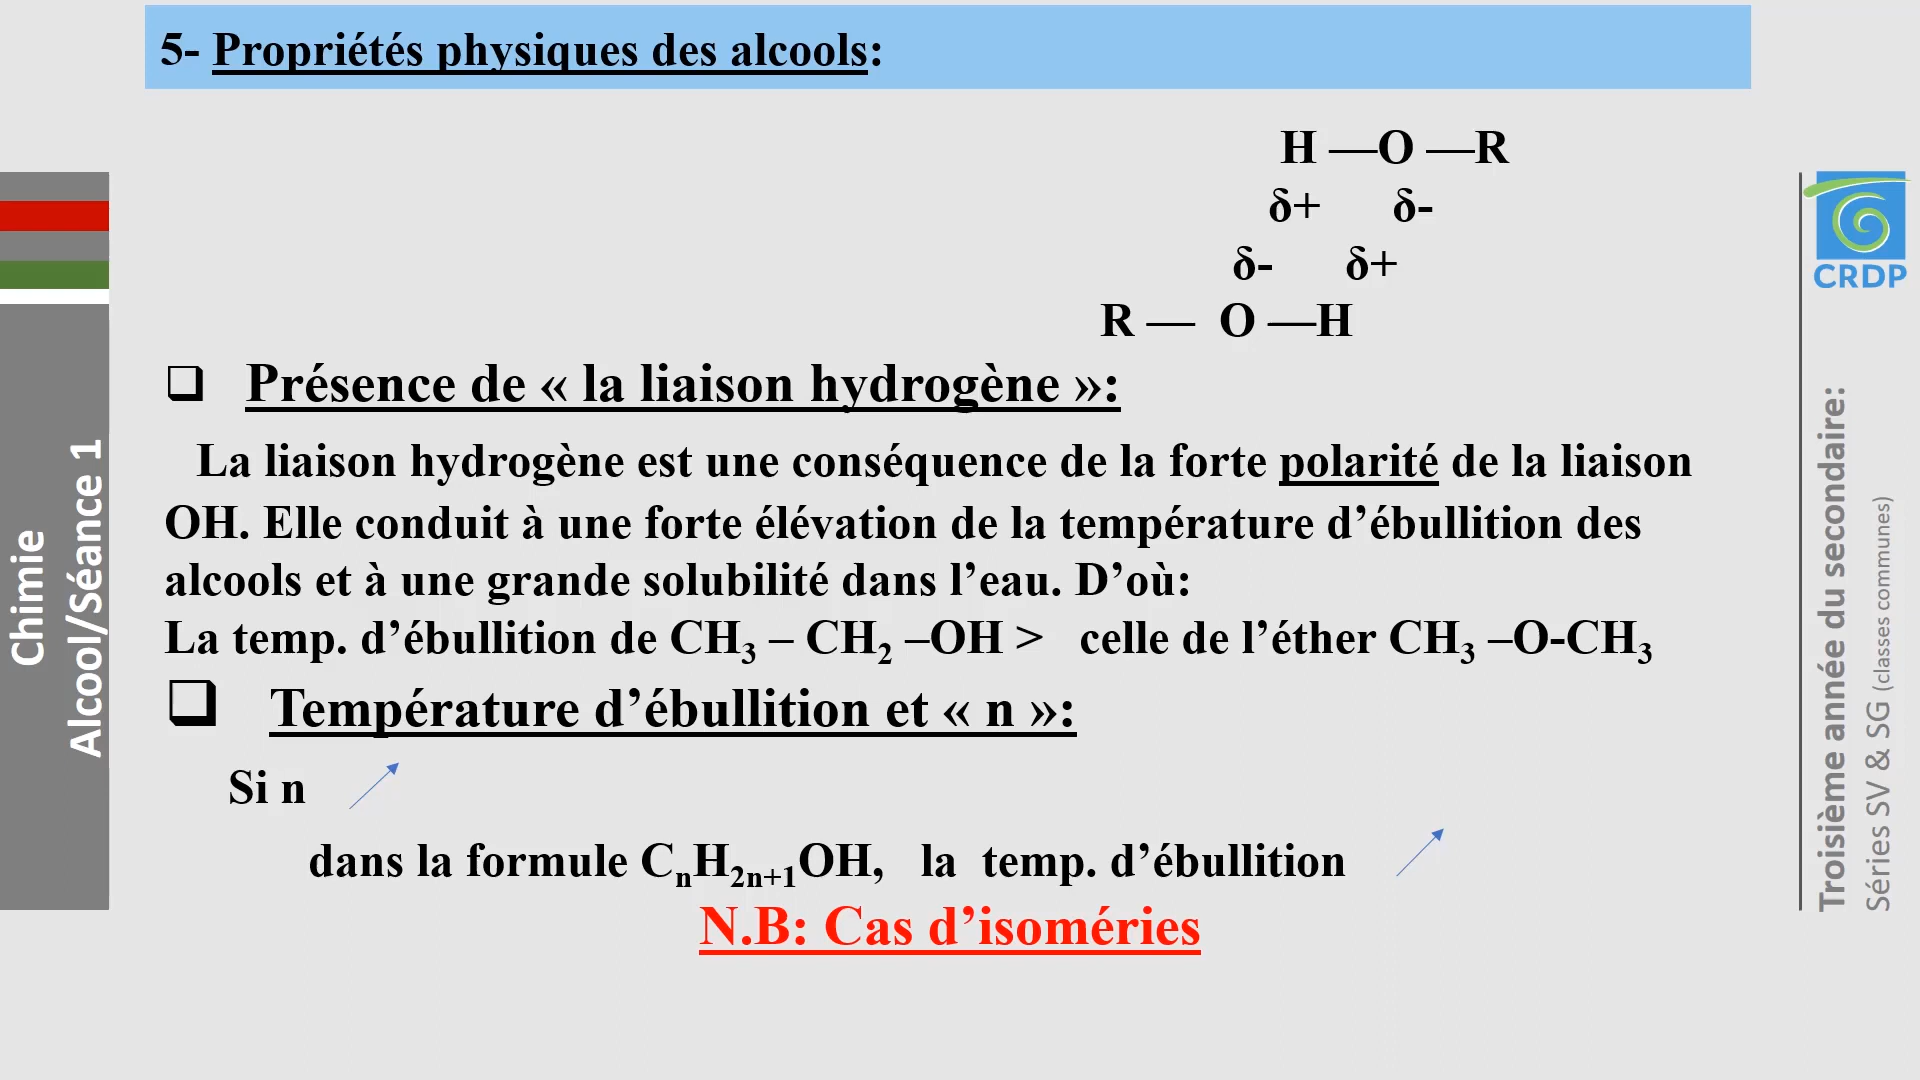 5- Propriétés physiques des alcools:
H —O —R
δ+ δ-
δ- δ+
R — O —H
❑ Présence de « la liaison hydrogène »:
La liaison hydrogène est une conséquence de la forte polarité de la liaison
OH. Elle conduit à une forte élévation de la température d’ébullition des
alcools et à une grande solubilité dans l’eau. D’où:
La temp. d’ébullition de CH₃ – CH₂ –OH > celle de l’éther CH₃ –O-CH₃
❑ Température d’ébullition et « n »:
Si n
dans la formule CₙH₂ₙ₊₁OH, la temp. d’ébullition
N.B: Cas d’isoméries
Chimie
Alcool/Séance 1
CRDP
Troisième année du secondaire:
Séries SV & SG (classes communes)